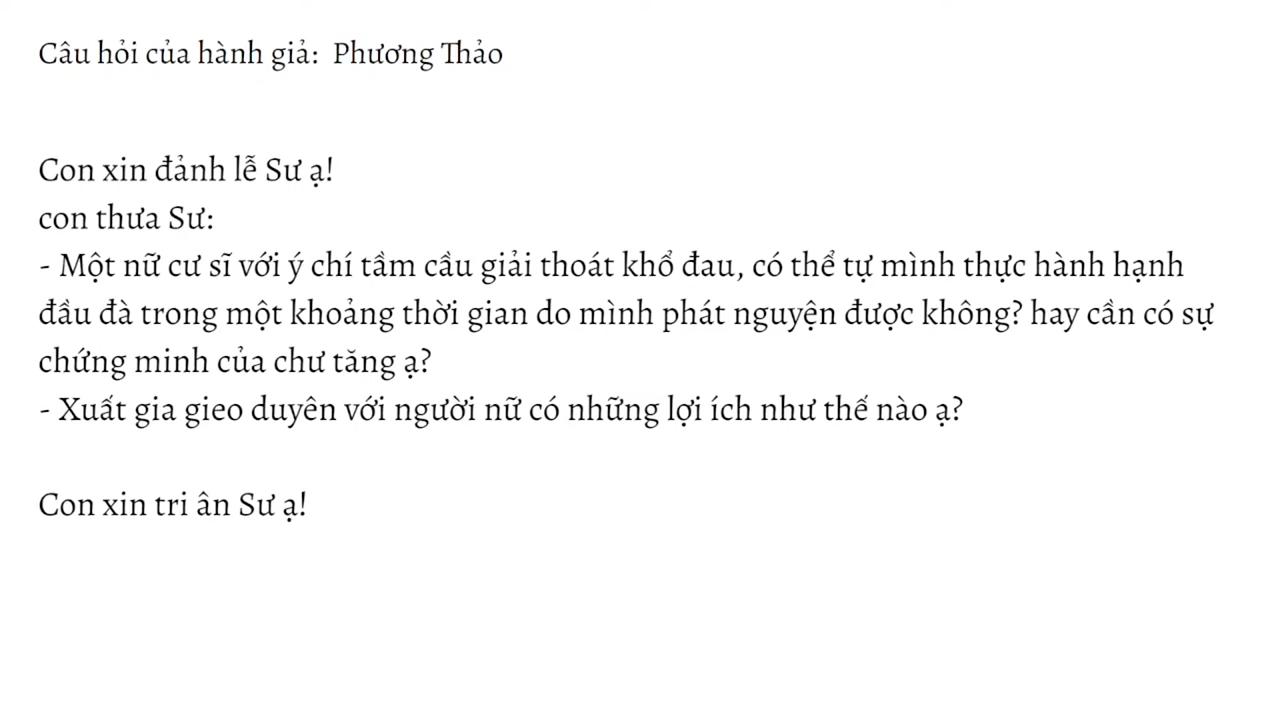 Câu hỏi của hành giả: Phương Thảo
Con xin đảnh lễ Sư ạ!
con thưa Sư:
- Một nữ cư sĩ với ý chí tầm cầu giải thoát khổ đau, có thể tự mình thực hành hạnh
đầu đà trong một khoảng thời gian do mình phát nguyện được không? hay cần có sự
chứng minh của chư tăng ạ?
- Xuất gia gieo duyên với người nữ có những lợi ích như thế nào ạ?
Con xin tri ân Sư ạ!